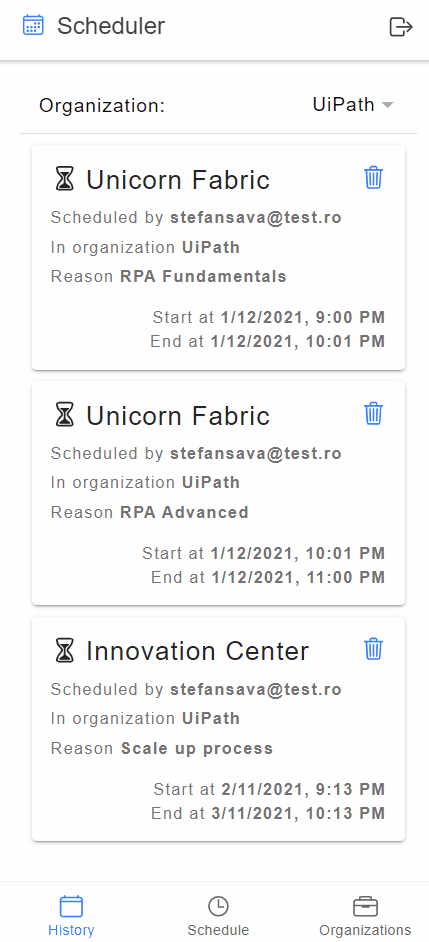 Scheduler
Organization: UiPath
Unicorn Fabric
Scheduled by stefansava@test.ro
In organization UiPath
Reason RPA Fundamentals
Start at 1/12/2021, 9:00 PM
End at 1/12/2021, 10:01 PM
Unicorn Fabric
Scheduled by stefansava@test.ro
In organization UiPath
Reason RPA Advanced
Start at 1/12/2021, 10:01 PM
End at 1/12/2021, 11:00 PM
Innovation Center
Scheduled by stefansava@test.ro
In organization UiPath
Reason Scale up process
Start at 2/11/2021, 9:13 PM
End at 3/11/2021, 10:13 PM
History Schedule Organizations